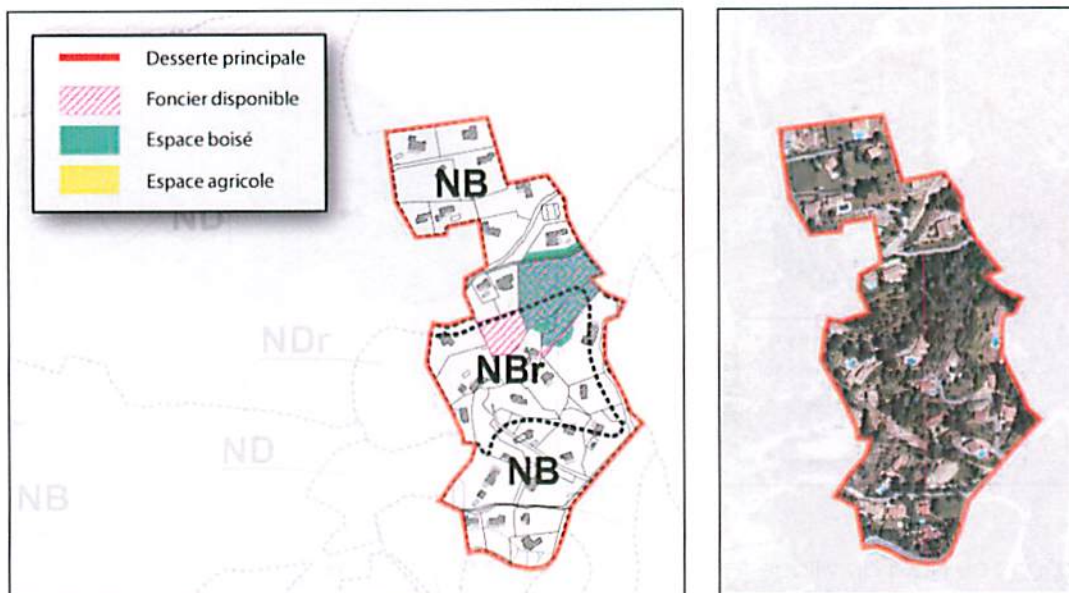 Desserte principale
Foncier disponible
Espace boisé
Espace agricole
ND
NB
NDr
NBr
ND
NB
NB